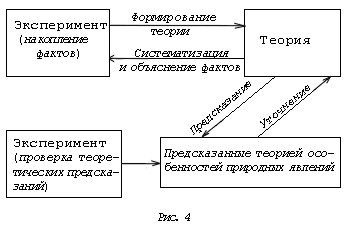 Эксперимент
(накопление
фактов)
Формирование
теории
Систематизация
и объяснение фактов
Теория
Предсказание
Уточнение
Эксперимент
(проверка теоре-
тических предска-
заний)
Предсказанные теорией осо-
бенностей природных явлений
Рис. 4